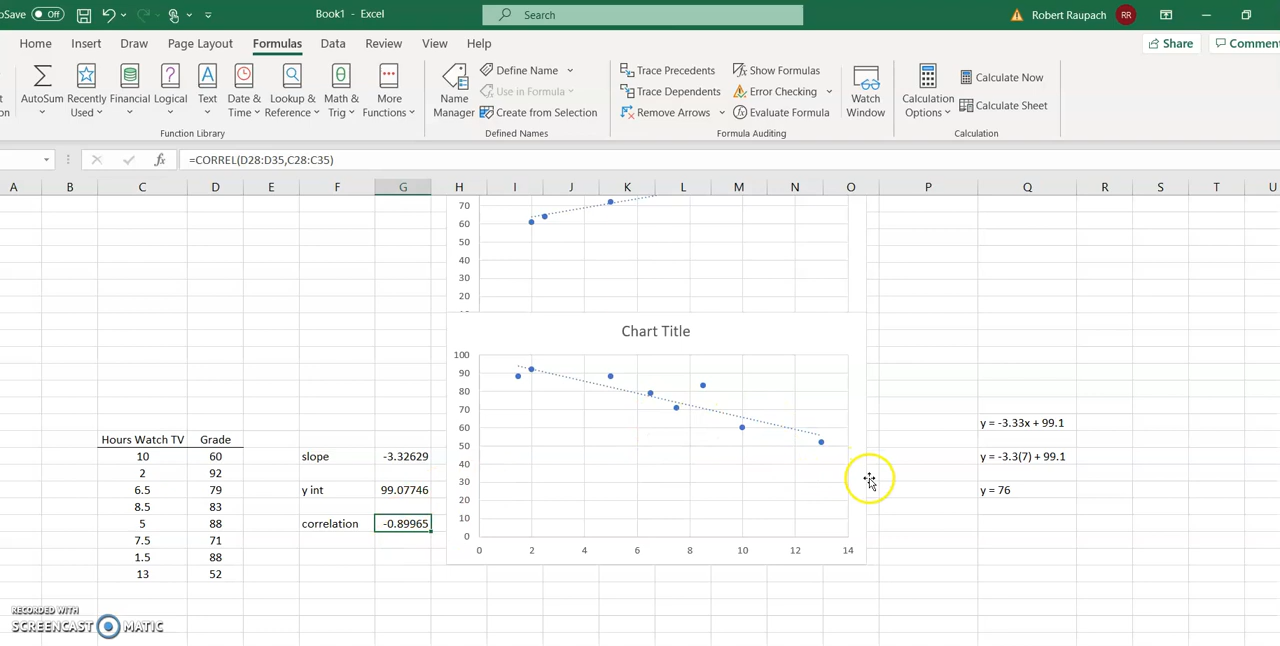 oSave Off Book1 - Excel Search Robert Raupach RR
Home Insert Draw Page Layout Formulas Data Review View Help Share Comment
AutoSum Recently Used Financial Logical Text Date & Time Lookup & Reference Math & Trig More Functions
Function Library
Name Manager Define Name Use in Formula Create from Selection
Defined Names
Trace Precedents Show Formulas
Trace Dependents Error Checking
Remove Arrows Evaluate Formula
Formula Auditing
Watch Window
Calculation Options Calculate Now Calculate Sheet
Calculation
fx =CORREL(D28:D35,C28:C35)
A B C D E F G H I J K L M N O P Q R S T U
70
60
50
40
30
20
Chart Title
100
90
80
70
60
50
40
30
20
10
0
0 2 4 6 8 10 12 14
Hours Watch TV Grade
10 60
2 92
6.5 79
8.5 83
5 88
7.5 71
1.5 88
13 52
slope -3.32629
y int 99.07746
correlation -0.89965
y = -3.33x + 99.1
y = -3.3(7) + 99.1
y = 76
RECORDED WITH
SCREENCAST MATIC